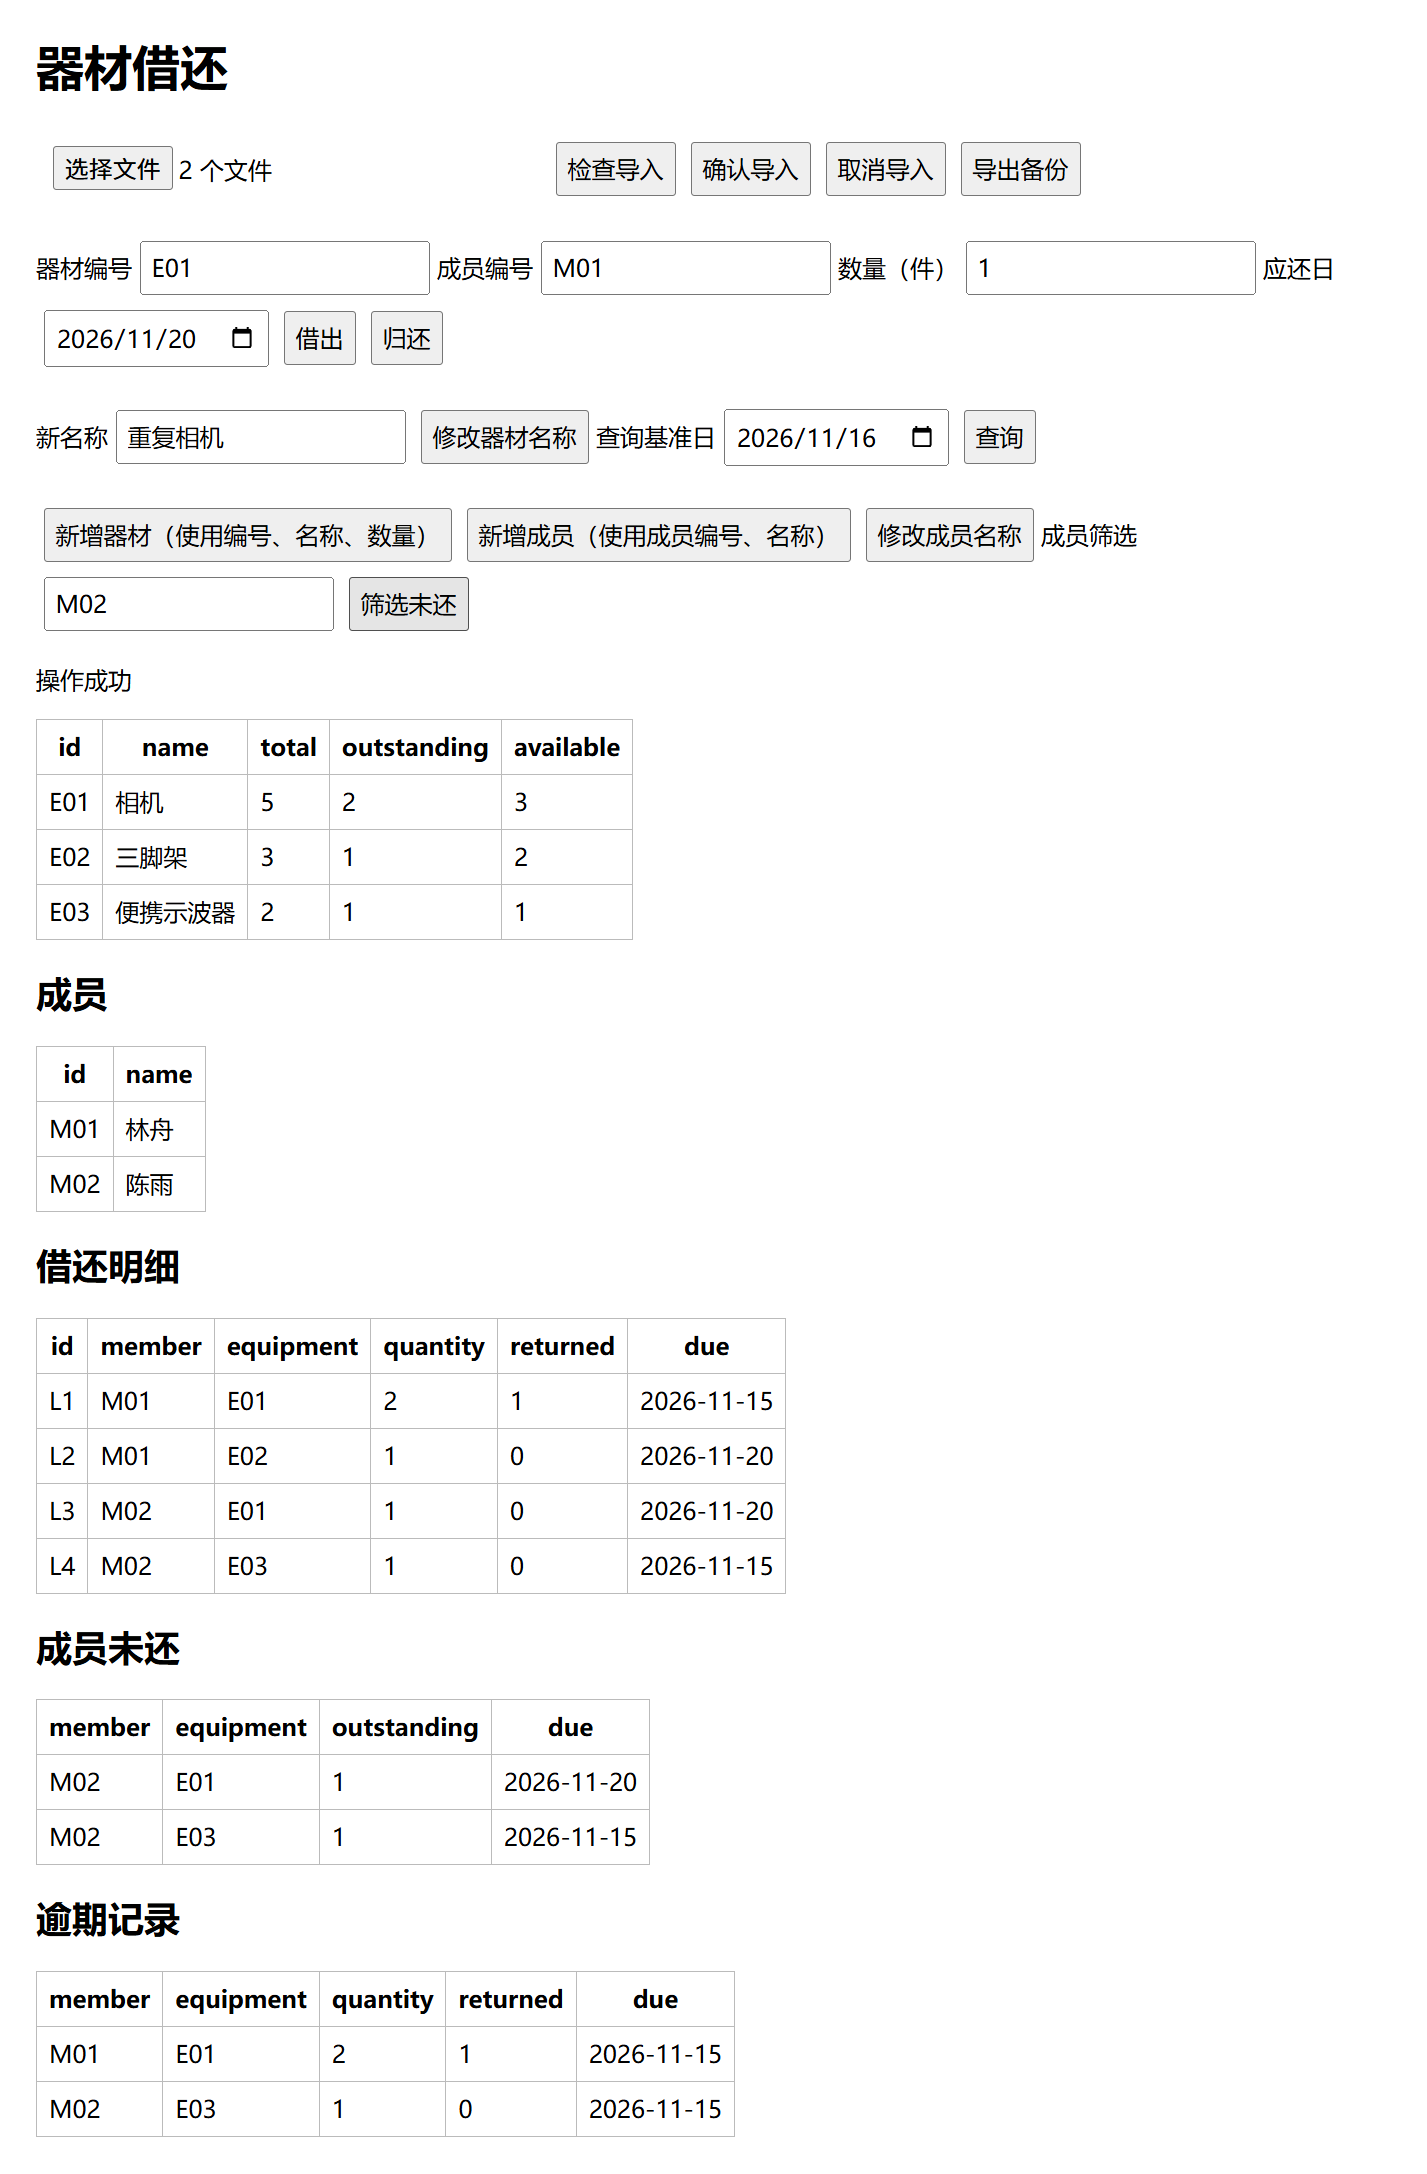 器材借还
选择文件 2 个文件 检查导入 确认导入 取消导入 导出备份
器材编号 E01 成员编号 M01 数量（件） 1 应还日
2026/11/20 借出 归还
新名称 重复相机 修改器材名称 查询基准日 2026/11/16 查询
新增器材（使用编号、名称、数量） 新增成员（使用成员编号、名称） 修改成员名称 成员筛选
M02 筛选未还
操作成功
id name total outstanding available
E01 相机 5 2 3
E02 三脚架 3 1 2
E03 便携示波器 2 1 1
成员
id name
M01 林舟
M02 陈雨
借还明细
id member equipment quantity returned due
L1 M01 E01 2 1 2026-11-15
L2 M01 E02 1 0 2026-11-20
L3 M02 E01 1 0 2026-11-20
L4 M02 E03 1 0 2026-11-15
成员未还
member equipment outstanding due
M02 E01 1 2026-11-20
M02 E03 1 2026-11-15
逾期记录
member equipment quantity returned due
M01 E01 2 1 2026-11-15
M02 E03 1 0 2026-11-15